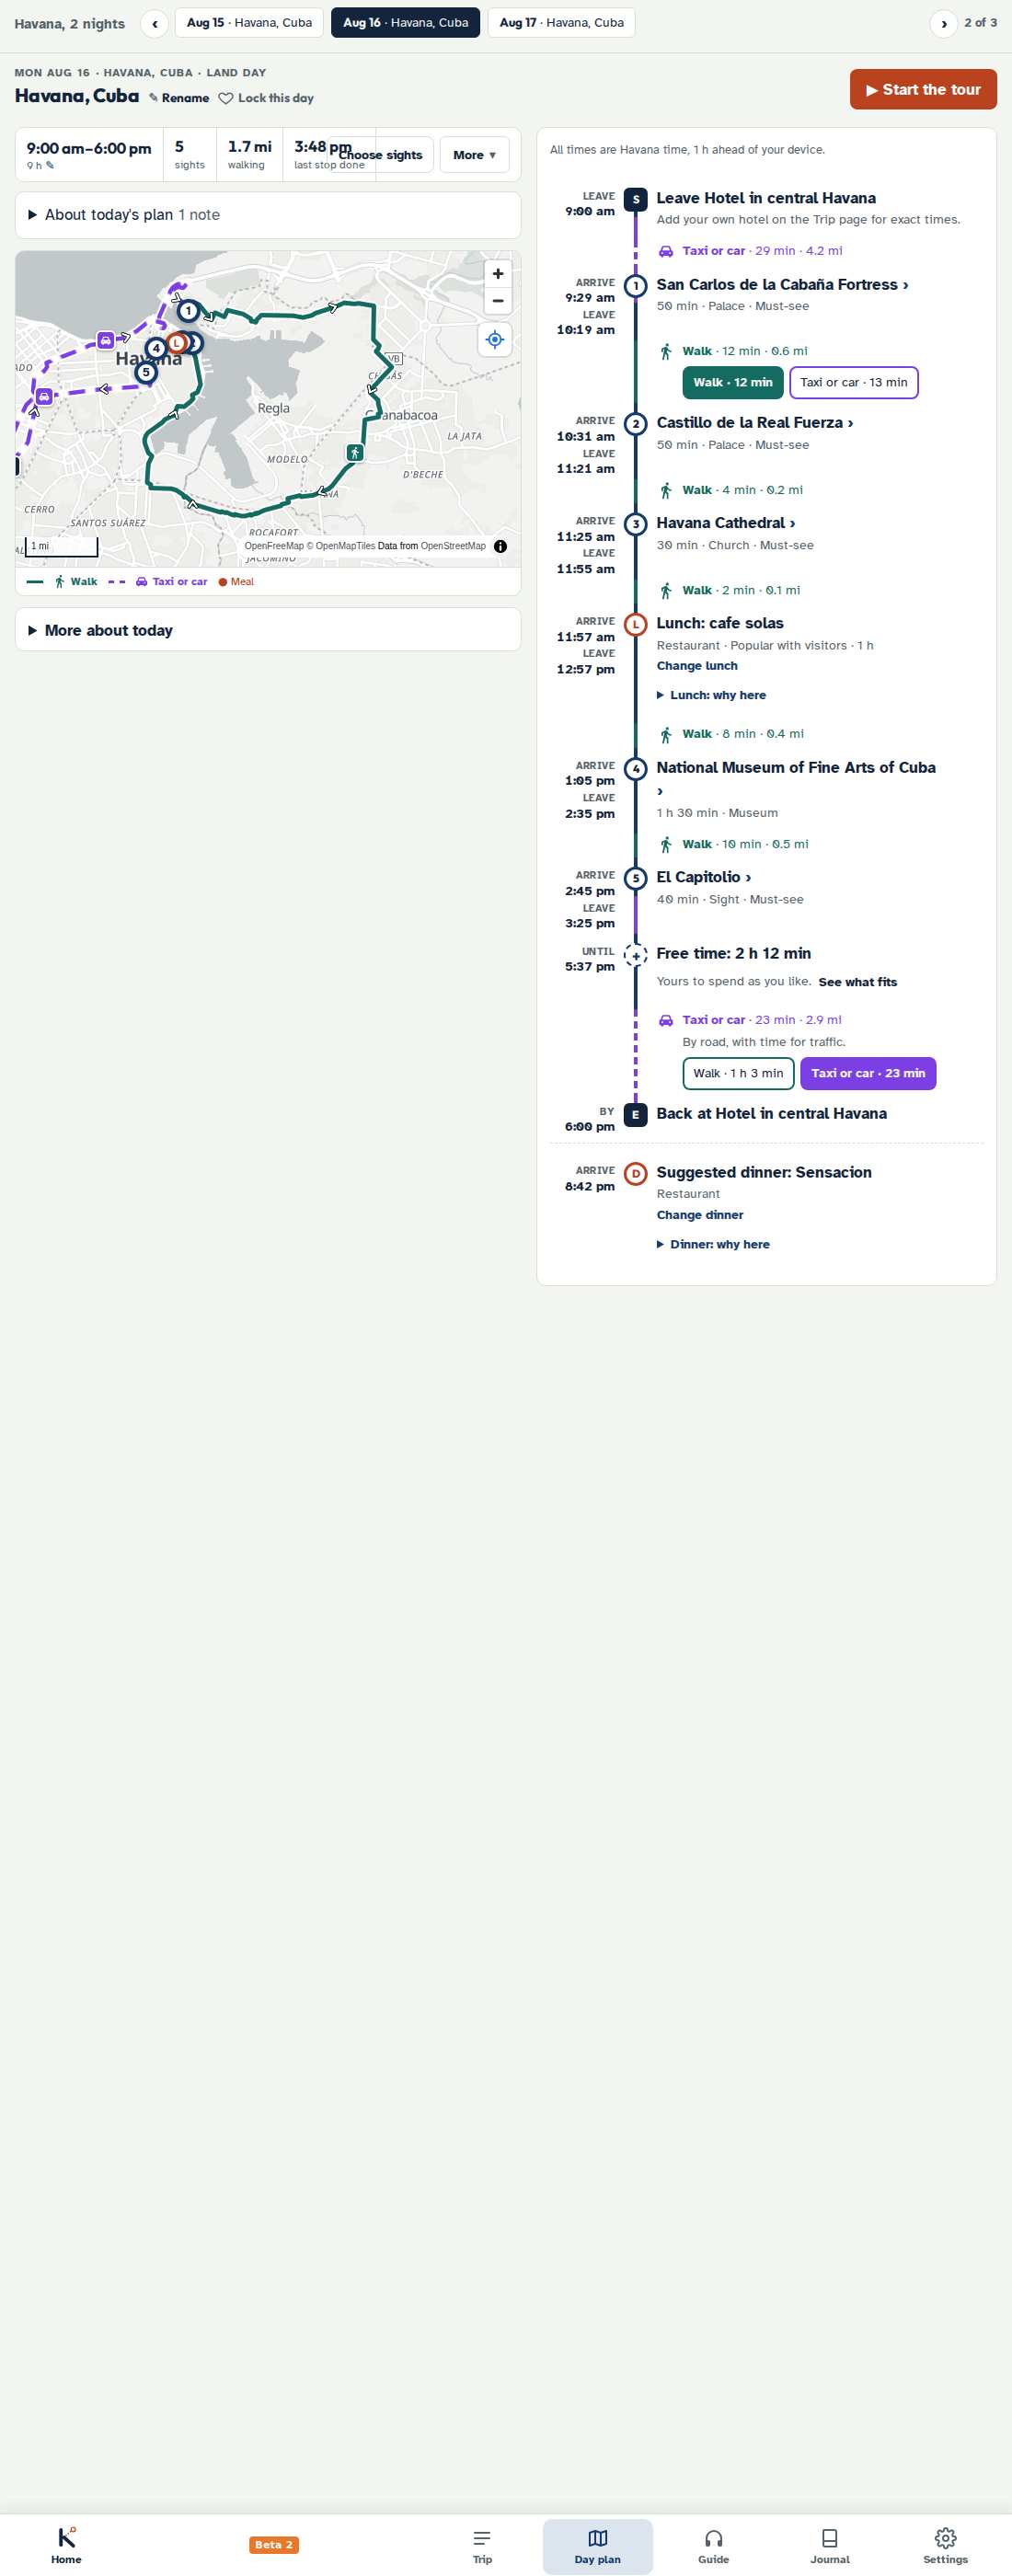 Havana, 2 nights
‹
Aug 15 · Havana, Cuba
Aug 16 · Havana, Cuba
Aug 17 · Havana, Cuba
›
2 of 3
MON AUG 16 · HAVANA, CUBA · LAND DAY
Havana, Cuba
✎ Rename
Lock this day
▶ Start the tour
9:00 am–6:00 pm
9 h ✎
5
sights
1.7 mi
walking
3:48 pm
last stop done
Choose sights
More ▼
▶ About today's plan 1 note
Havana
Regla
MODELO
LA JATA
D'BECHE
CERRO
SANTOS SUÁREZ
ROCAFORT
JACOMINO
VB
1
4
L
5
+
−
1 mi
OpenFreeMap © OpenMapTiles Data from OpenStreetMap
Walk
Taxi or car
Meal
▶ More about today
All times are Havana time, 1 h ahead of your device.
LEAVE
9:00 am
S
Leave Hotel in central Havana
Add your own hotel on the Trip page for exact times.
Taxi or car · 29 min · 4.2 mi
ARRIVE
9:29 am
LEAVE
10:19 am
1
San Carlos de la Cabaña Fortress ›
50 min · Palace · Must-see
Walk · 12 min · 0.6 mi
Walk · 12 min
Taxi or car · 13 min
ARRIVE
10:31 am
LEAVE
11:21 am
2
Castillo de la Real Fuerza ›
50 min · Palace · Must-see
Walk · 4 min · 0.2 mi
ARRIVE
11:25 am
LEAVE
11:55 am
3
Havana Cathedral ›
30 min · Church · Must-see
Walk · 2 min · 0.1 mi
ARRIVE
11:57 am
LEAVE
12:57 pm
L
Lunch: cafe solas
Restaurant · Popular with visitors · 1 h
Change lunch
▶ Lunch: why here
Walk · 8 min · 0.4 mi
ARRIVE
1:05 pm
LEAVE
2:35 pm
4
National Museum of Fine Arts of Cuba
›
1 h 30 min · Museum
Walk · 10 min · 0.5 mi
ARRIVE
2:45 pm
LEAVE
3:25 pm
5
El Capitolio ›
40 min · Sight · Must-see
UNTIL
5:37 pm
+
Free time: 2 h 12 min
Yours to spend as you like. See what fits
Taxi or car · 23 min · 2.9 mi
By road, with time for traffic.
Walk · 1 h 3 min
Taxi or car · 23 min
BY
6:00 pm
E
Back at Hotel in central Havana
ARRIVE
8:42 pm
D
Suggested dinner: Sensacion
Restaurant
Change dinner
▶ Dinner: why here
Home
Beta 2
Trip
Day plan
Guide
Journal
Settings